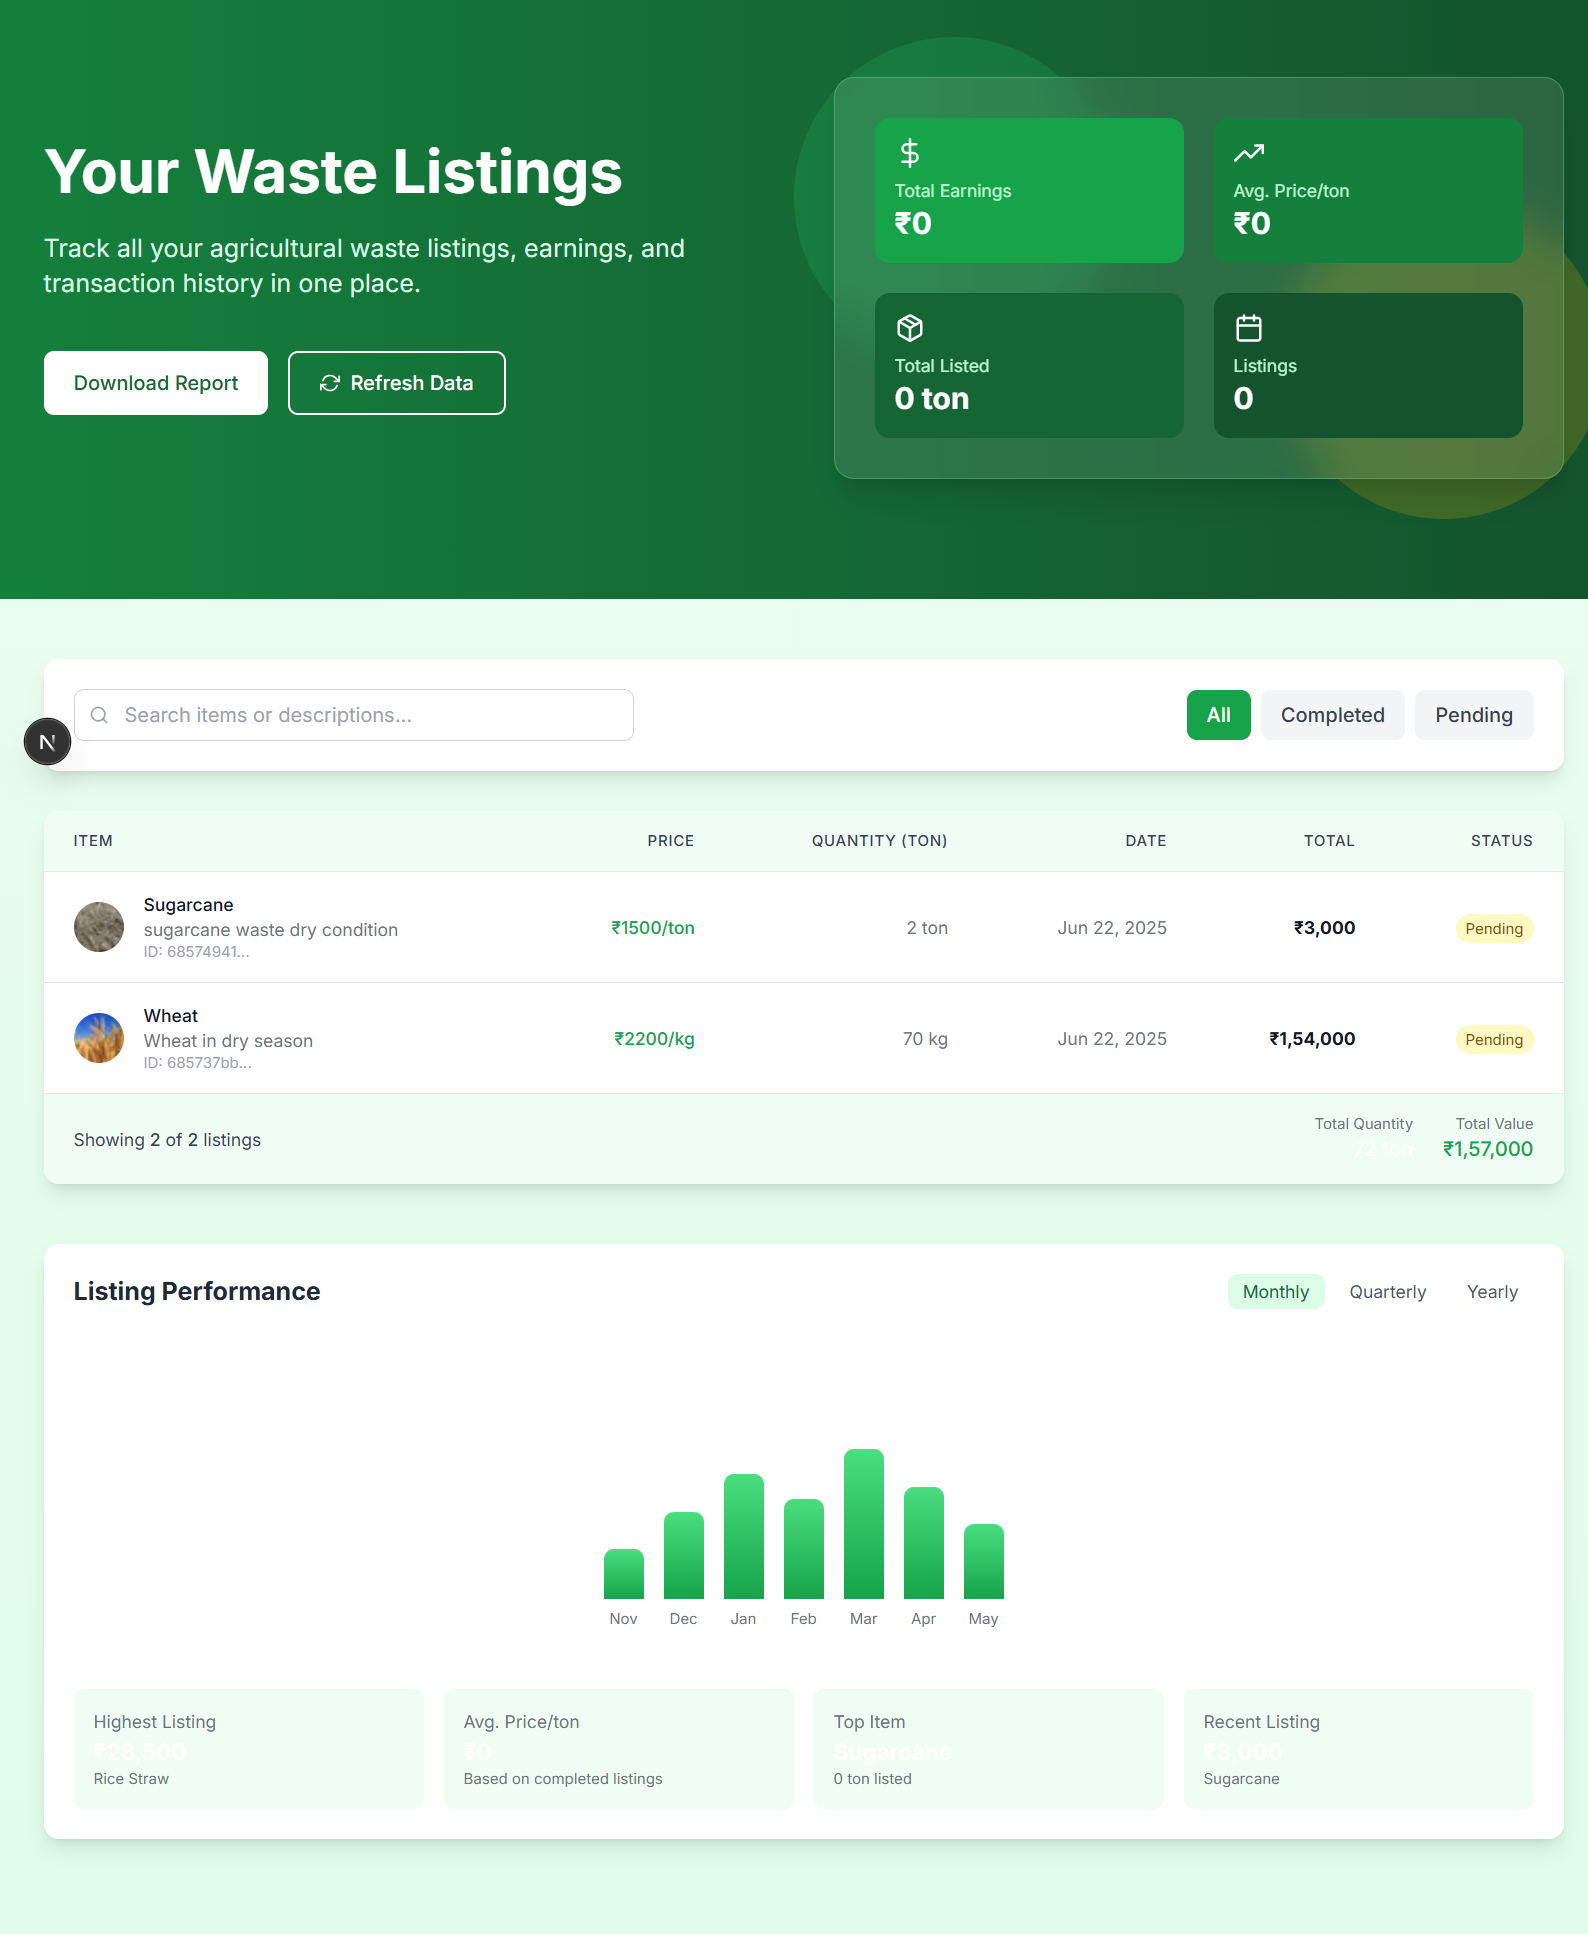 Your Waste Listings
Track all your agricultural waste listings, earnings, and
transaction history in one place.
Download Report
Refresh Data
Total Earnings
₹0
Avg. Price/ton
₹0
Total Listed
0 ton
Listings
0
Search items or descriptions...
All
Completed
Pending
N
ITEM
PRICE
QUANTITY (TON)
DATE
TOTAL
STATUS
Sugarcane
sugarcane waste dry condition
ID: 68574941...
₹1500/ton
2 ton
Jun 22, 2025
₹3,000
Pending
Wheat
Wheat in dry season
ID: 685737bb...
₹2200/kg
70 kg
Jun 22, 2025
₹1,54,000
Pending
Showing 2 of 2 listings
Total Quantity
72 ton
Total Value
₹1,57,000
Listing Performance
Monthly
Quarterly
Yearly
Nov
Dec
Jan
Feb
Mar
Apr
May
Highest Listing
₹28,500
Rice Straw
Avg. Price/ton
₹0
Based on completed listings
Top Item
Sugarcane
0 ton listed
Recent Listing
₹3,000
Sugarcane